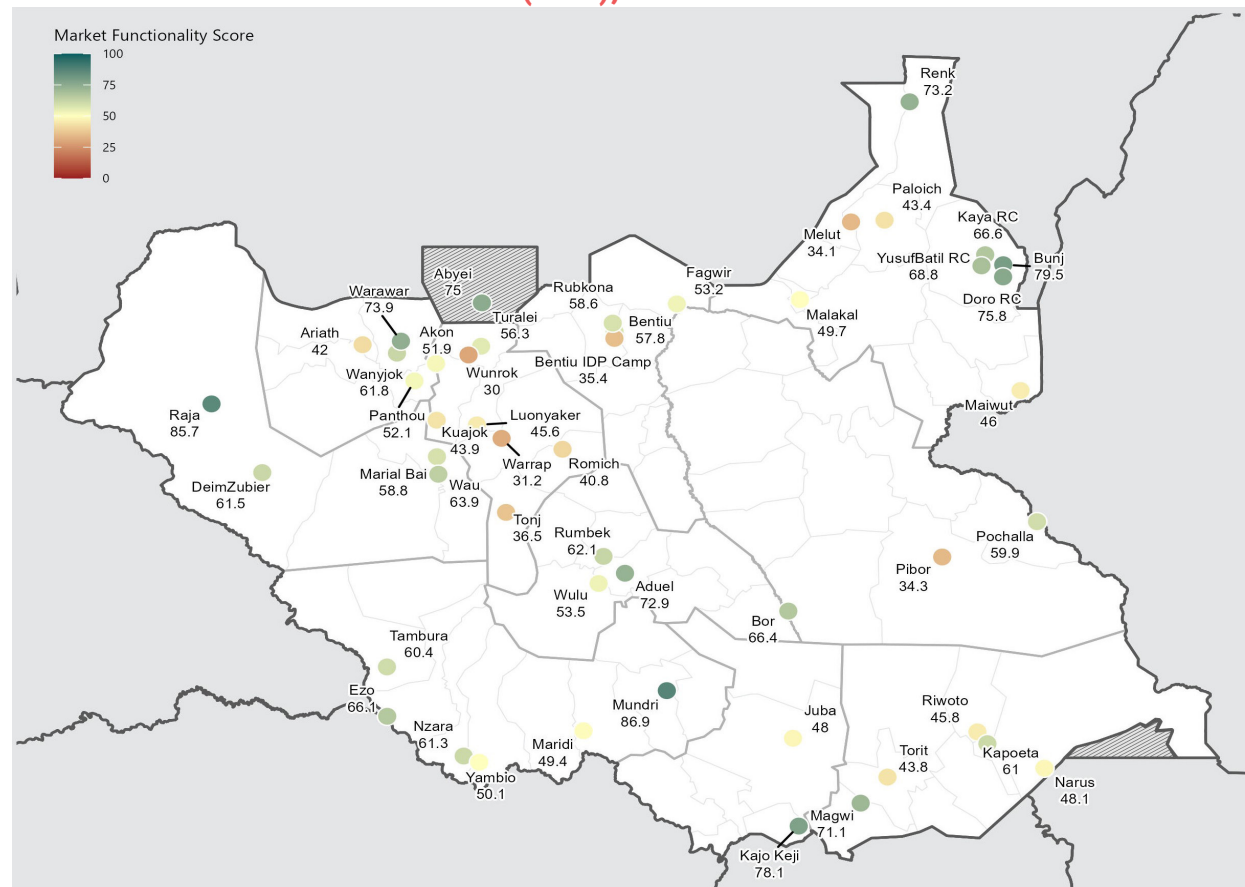 Market Functionality Score
100
75
50
25
0
Renk
73.2
Paloich
43.4
Kaya RC
66.6
Melut
34.1
YusufBatil RC
68.8
Bunj
79.5
Doro RC
75.8
Abyei
75
Fagwir
53.2
Warawar
73.9
Rubkona
58.6
Turalei
56.3
Malakal
49.7
Ariath
42
Akon
51.9
Bentiu
57.8
Wanyjok
61.8
Wunrok
30
Bentiu IDP Camp
35.4
Maiwut
46
Raja
85.7
Panthou
52.1
Kuajok
43.9
Luonyaker
45.6
Warrap
31.2
Romich
40.8
Marial Bai
58.8
Wau
63.9
DeimZubier
61.5
Tonj
36.5
Rumbek
62.1
Pochalla
59.9
Pibor
34.3
Wulu
53.5
Aduel
72.9
Bor
66.4
Tambura
60.4
Ezo
66.1
Mundri
86.9
Juba
48
Riwoto
45.8
Nzara
61.3
Maridi
49.4
Torit
43.8
Kapoeta
61
Yambio
50.1
Narus
48.1
Magwi
71.1
Kajo Keji
78.1